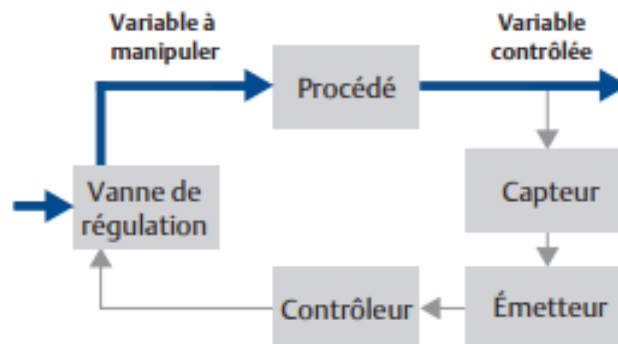 Variable à
manipuler
Variable
contrôlée
Procédé
Vanne de
régulation
Capteur
Contrôleur
Émetteur